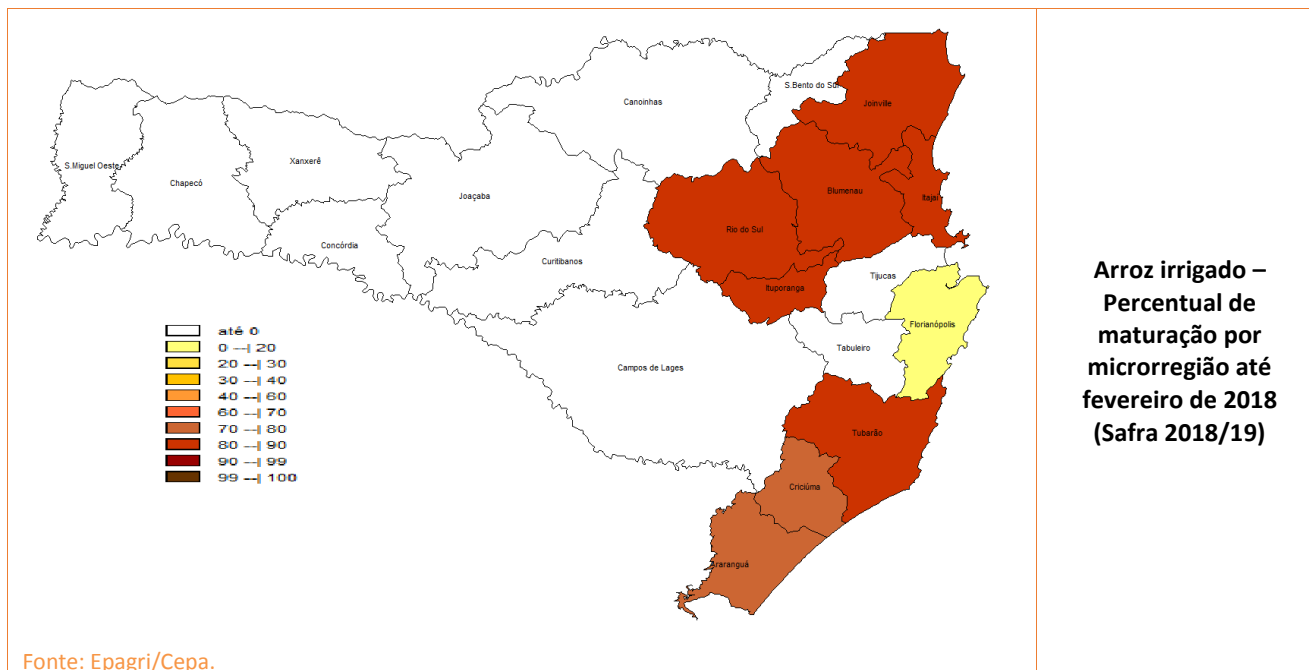 S.Bento do Sul
Canoinhas
Joinville
Xanxerê
S.Miguel Oeste
Chapecó
Joaçaba
Blumenau
Itajaí
Rio do Sul
Concórdia
Curitibanos
Tijucas
Ituporanga
Florianópolis
Tabuleiro
Campos de Lages
Tubarão
Criciúma
Araranguá
até 0
0 --| 20
20 --| 30
30 --| 40
40 --| 60
60 --| 70
70 --| 80
80 --| 90
90 --| 99
99 --| 100
Fonte: Epagri/Cepa.
Arroz irrigado –
Percentual de
maturação por
microrregião até
fevereiro de 2018
(Safra 2018/19)